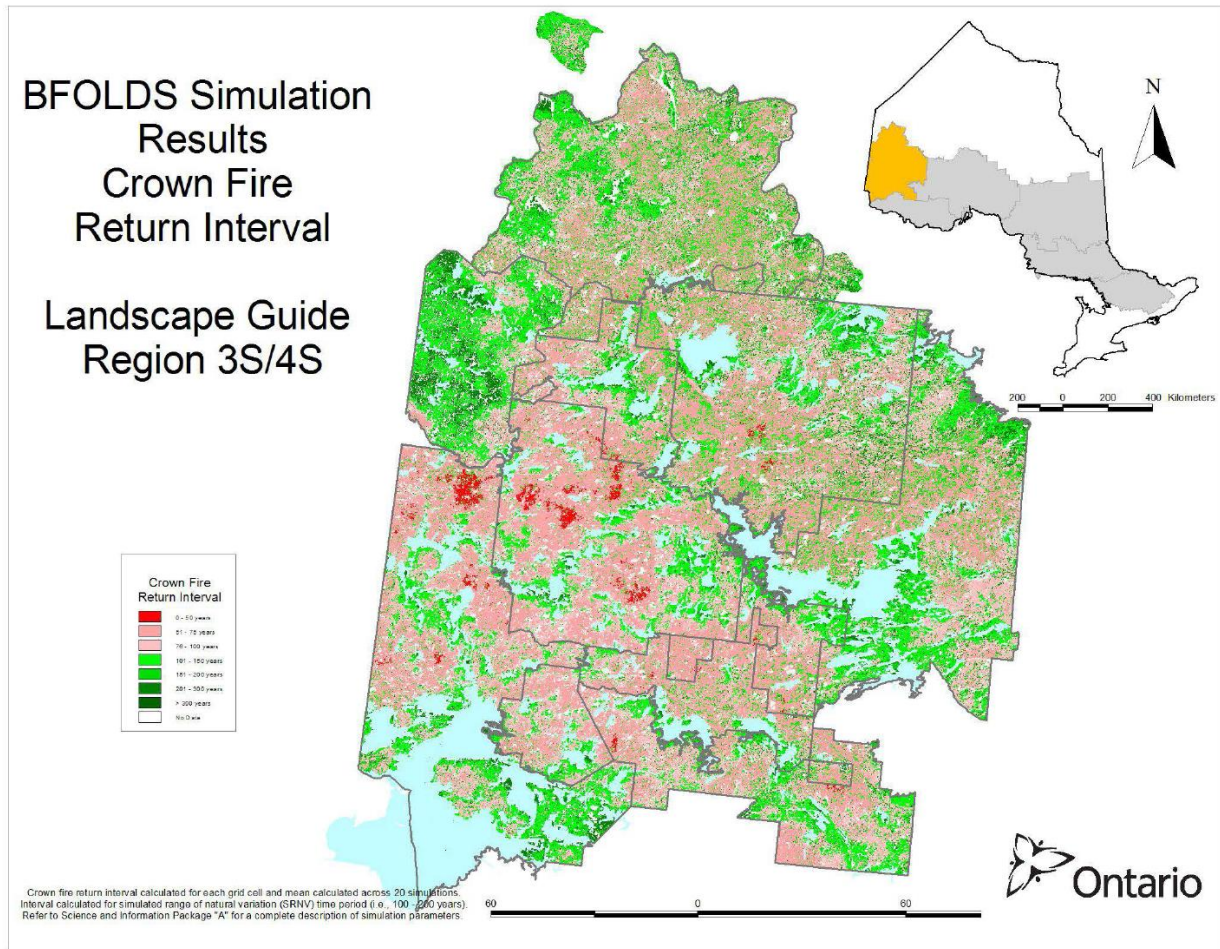 BFOLDS Simulation
Results
Crown Fire
Return Interval
Landscape Guide
Region 3S/4S
N
200 0 200 400 Kilometers
Crown Fire
Return Interval
0 - 50 years
51 - 75 years
76 - 100 years
101 - 150 years
151 - 200 years
201 - 300 years
> 300 years
No Data
Ontario
Crown fire return interval calculated for each grid cell and mean calculated across 20 simulations.
Interval calculated for simulated range of natural variation (SRNV) time period (i.e., 100 - 200 years).
Refer to Science and Information Package "A" for a complete description of simulation parameters.
60 0 60